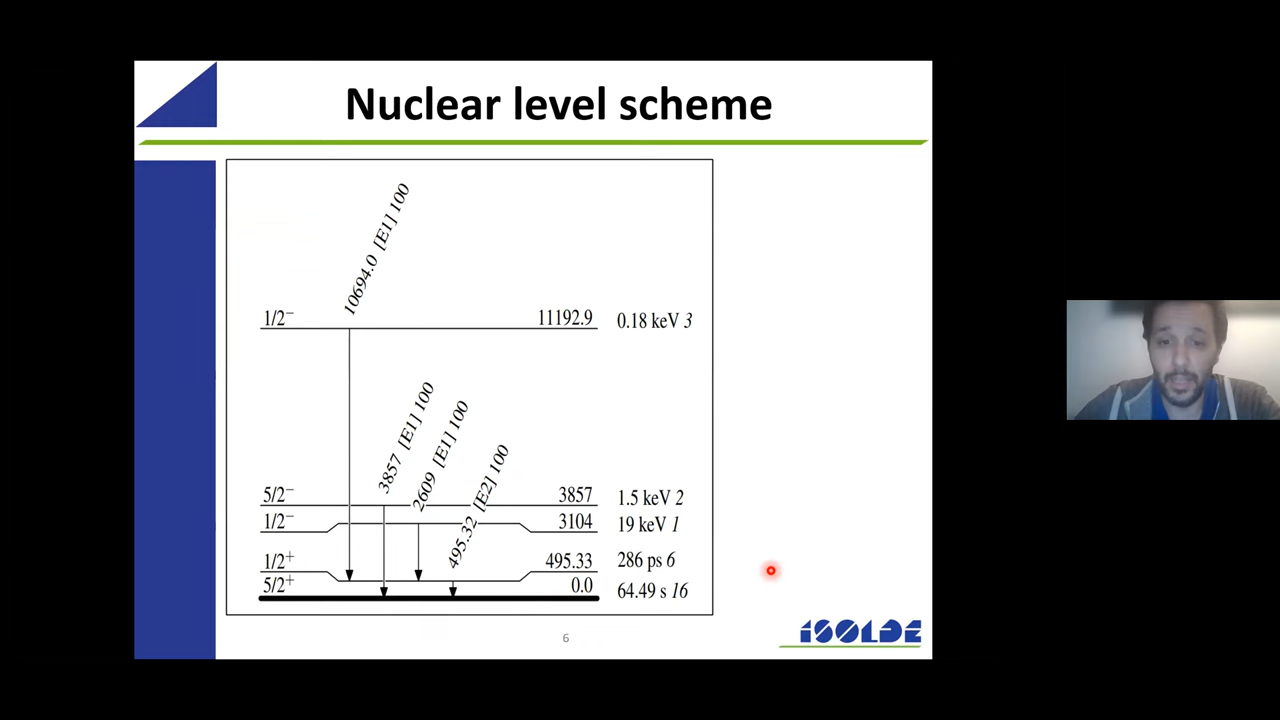 Nuclear level scheme
10694.0 [E1] 100
1/2⁻ 11192.9 0.18 keV 3
3857 [E1] 100
2609 [E1] 100
495.32 [E2] 100
5/2⁻ 3857 1.5 keV 2
1/2⁻ 3104 19 keV 1
1/2⁺ 495.33 286 ps 6
5/2⁺ 0.0 64.49 s 16
6
ISOLDE